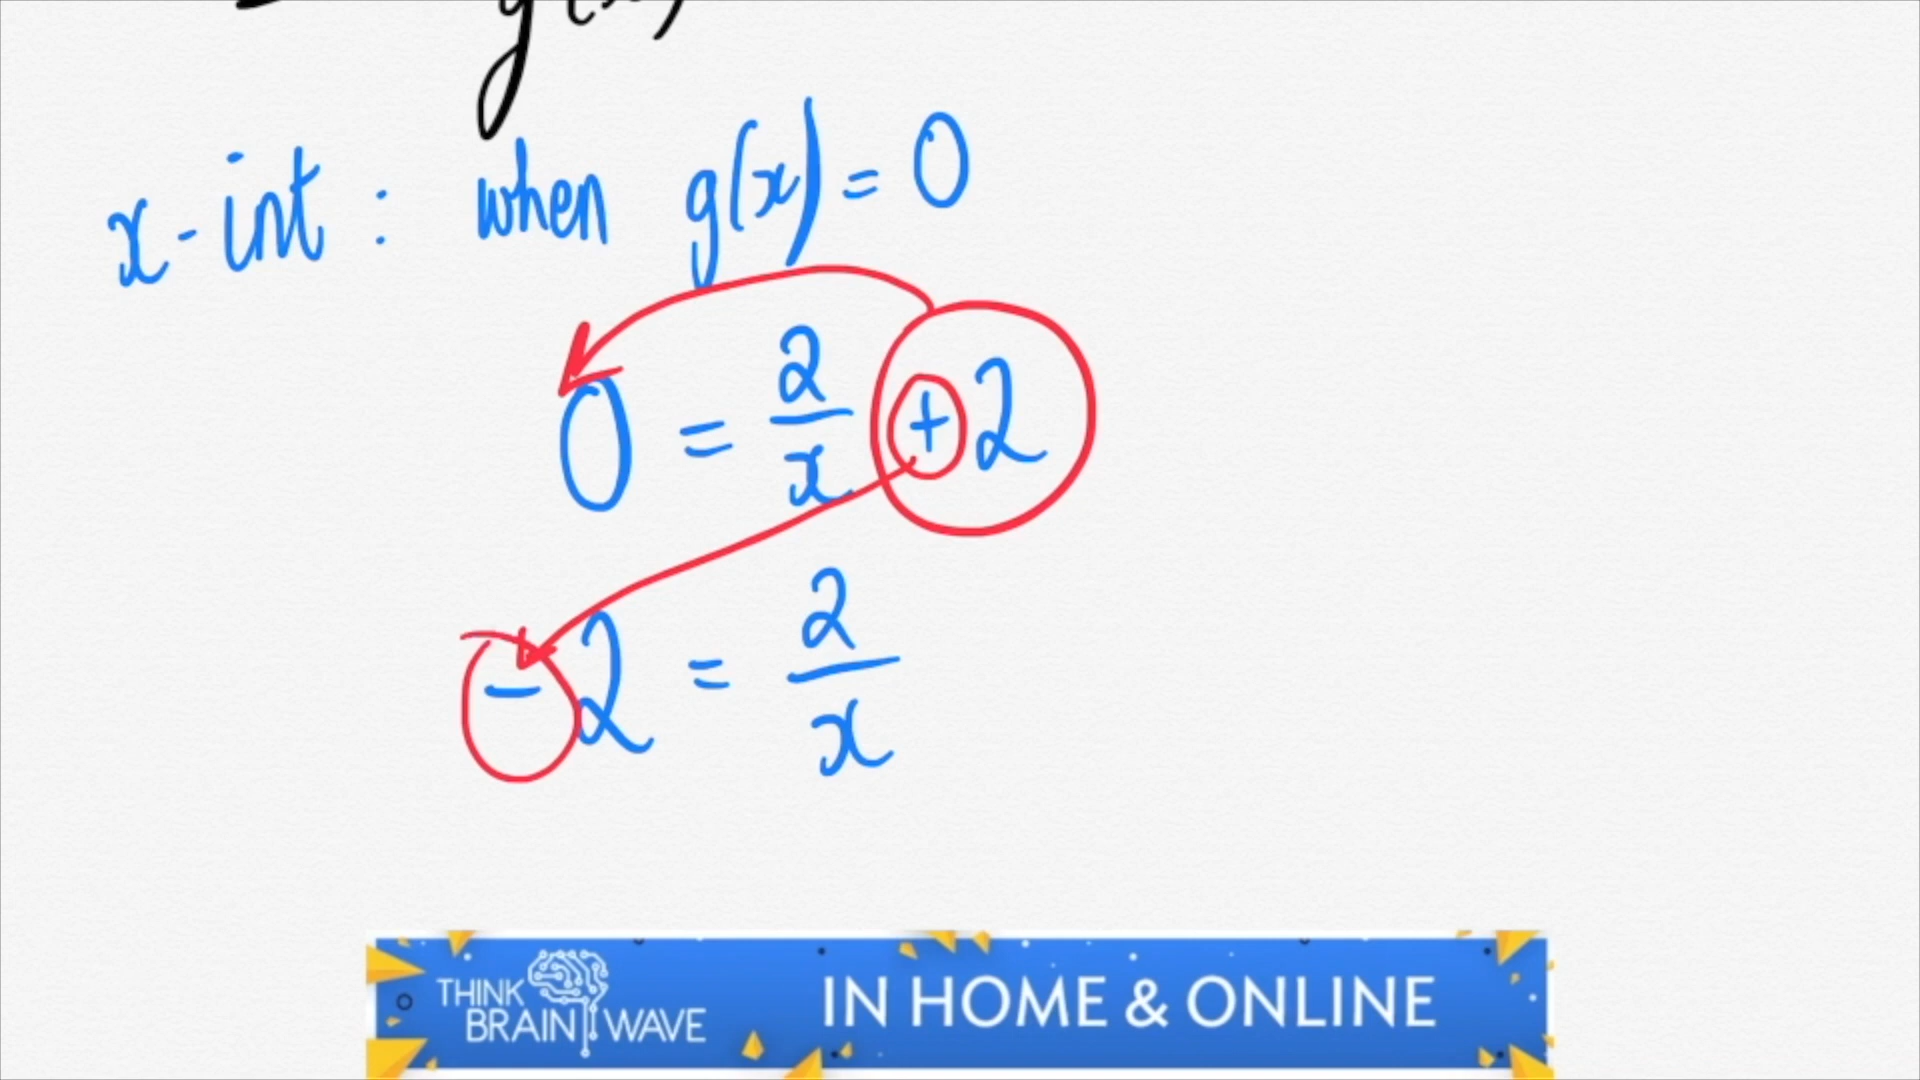 g(x)
x-int : when g(x) = 0
0 = 2/x + 2
-2 = 2/x
THINK BRAIN WAVE
IN HOME & ONLINE